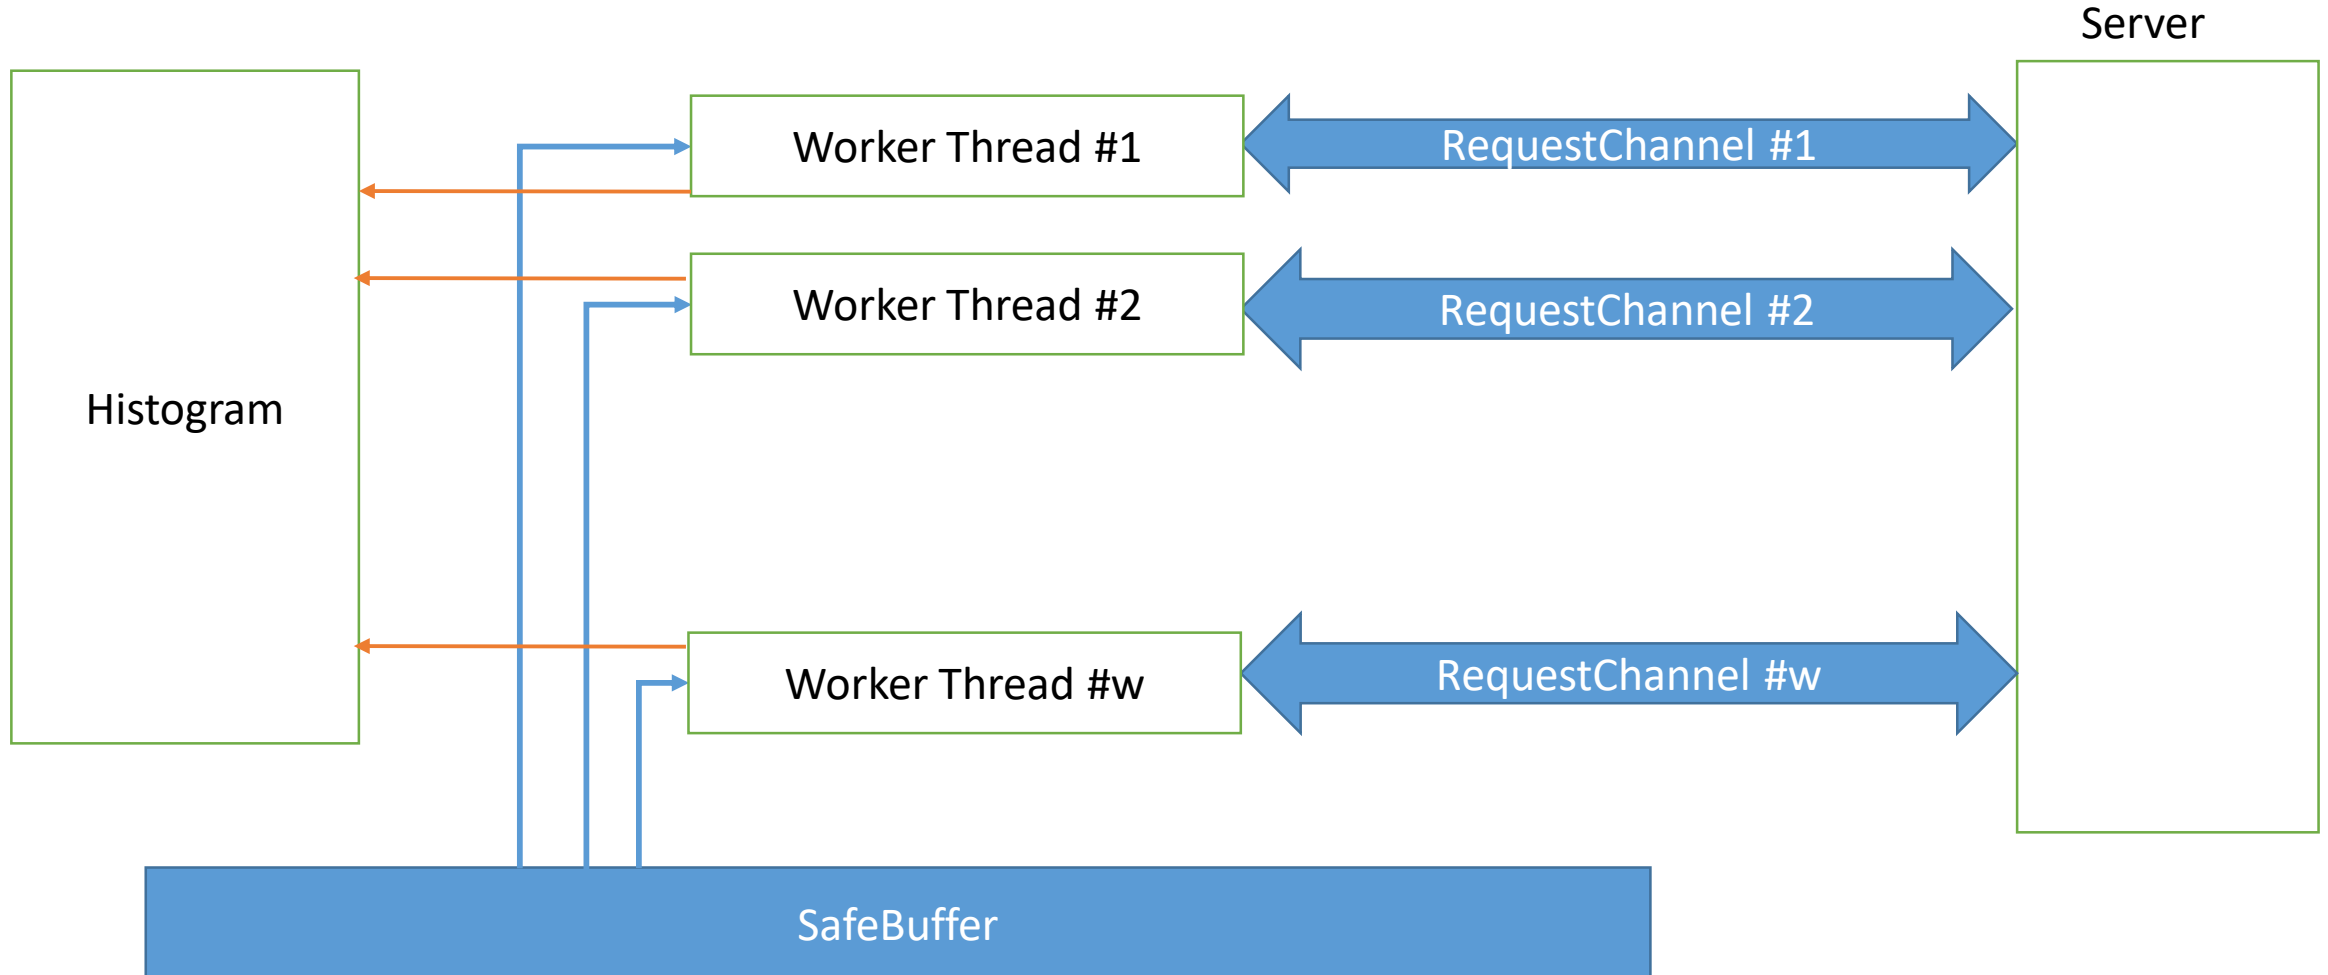 Server
Worker Thread #1
RequestChannel #1
Worker Thread #2
RequestChannel #2
Histogram
Worker Thread #w
RequestChannel #w
SafeBuffer